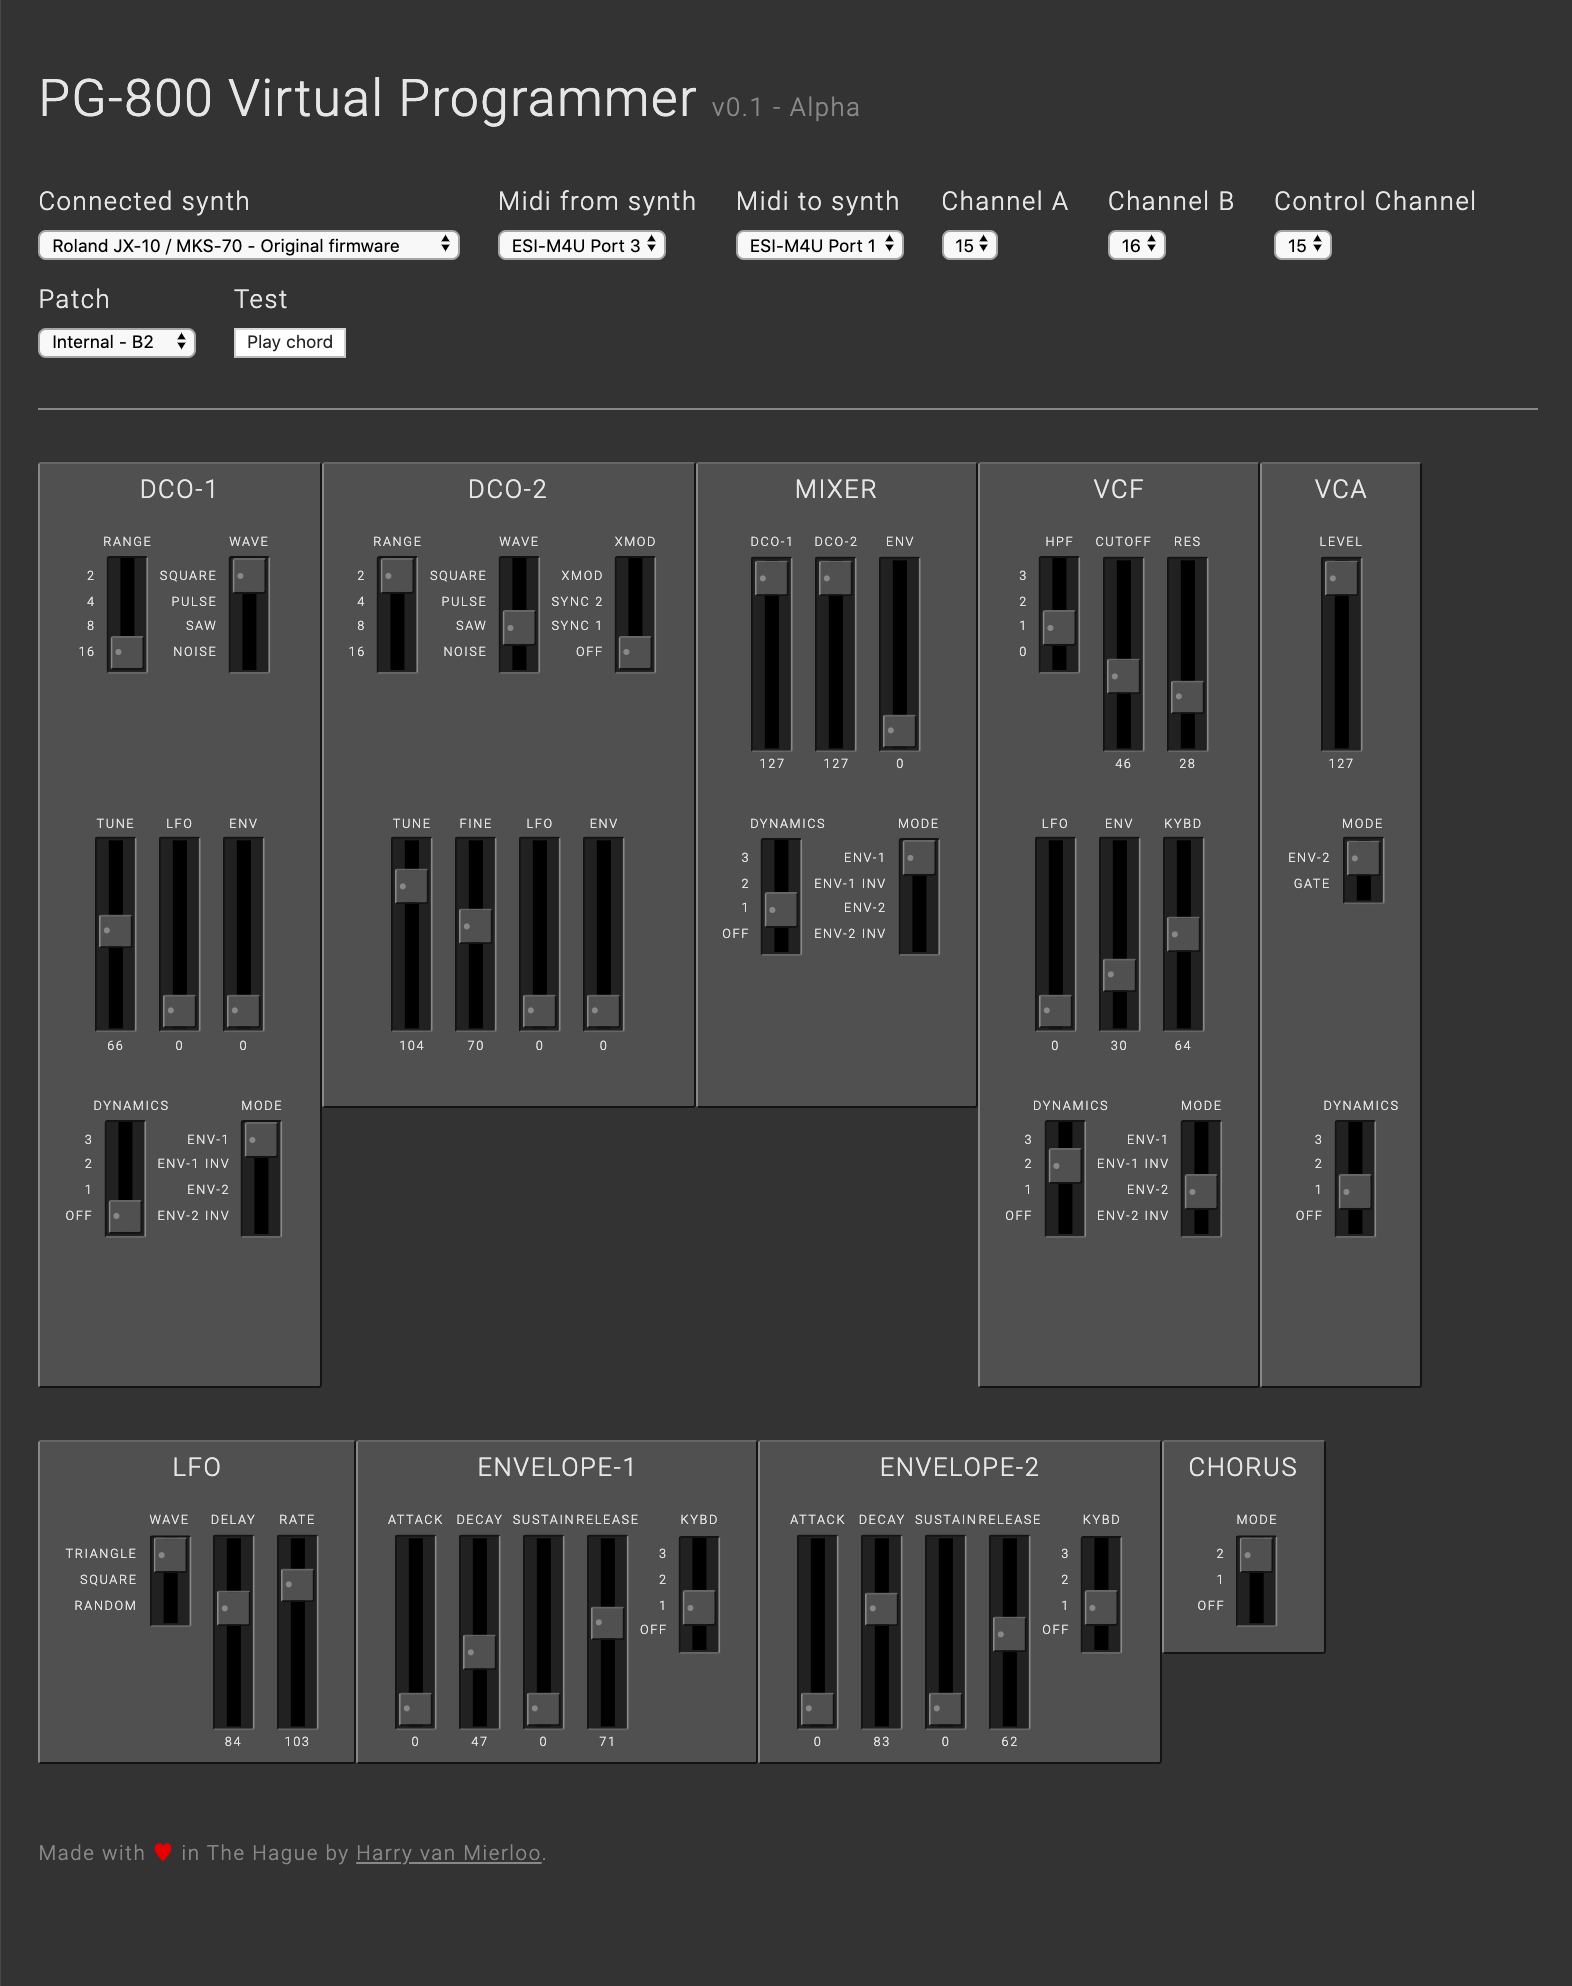 PG-800 Virtual Programmer v0.1 - Alpha
Connected synth Midi from synth Midi to synth Channel A Channel B Control Channel
Roland JX-10 / MKS-70 - Original firmware ESI-M4U Port 3 ESI-M4U Port 1 15 16 15
Patch Test
Internal - B2 Play chord
DCO-1 DCO-2 MIXER VCF VCA
RANGE WAVE RANGE WAVE XMOD DCO-1 DCO-2 ENV HPF CUTOFF RES LEVEL
2 SQUARE 2 SQUARE XMOD 3
4 PULSE 4 PULSE SYNC 2 2
8 SAW 8 SAW SYNC 1 1
16 NOISE 16 NOISE OFF 0
127 127 0 46 28 127
TUNE LFO ENV TUNE FINE LFO ENV DYNAMICS MODE LFO ENV KYBD MODE
3 ENV-1 ENV-2
2 ENV-1 INV GATE
1 ENV-2
OFF ENV-2 INV
66 0 0 104 70 0 0 0 30 64
DYNAMICS MODE DYNAMICS MODE DYNAMICS
3 ENV-1 3 ENV-1 3
2 ENV-1 INV 2 ENV-1 INV 2
1 ENV-2 1 ENV-2 1
OFF ENV-2 INV OFF ENV-2 INV OFF
LFO ENVELOPE-1 ENVELOPE-2 CHORUS
WAVE DELAY RATE ATTACK DECAY SUSTAIN RELEASE KYBD ATTACK DECAY SUSTAIN RELEASE KYBD MODE
TRIANGLE 3 3 2
SQUARE 2 2 1
RANDOM 1 1 OFF
OFF OFF
84 103 0 47 0 71 0 83 0 62
Made with ♥ in The Hague by Harry van Mierloo.